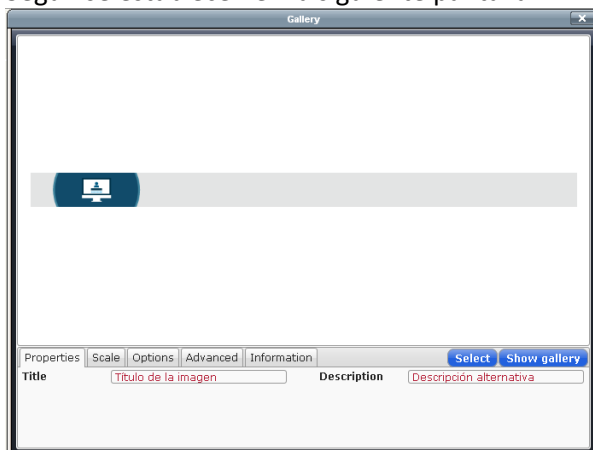 Gallery
Properties Scale Options Advanced Information Select Show gallery
Title Título de la imagen Description Descripción alternativa